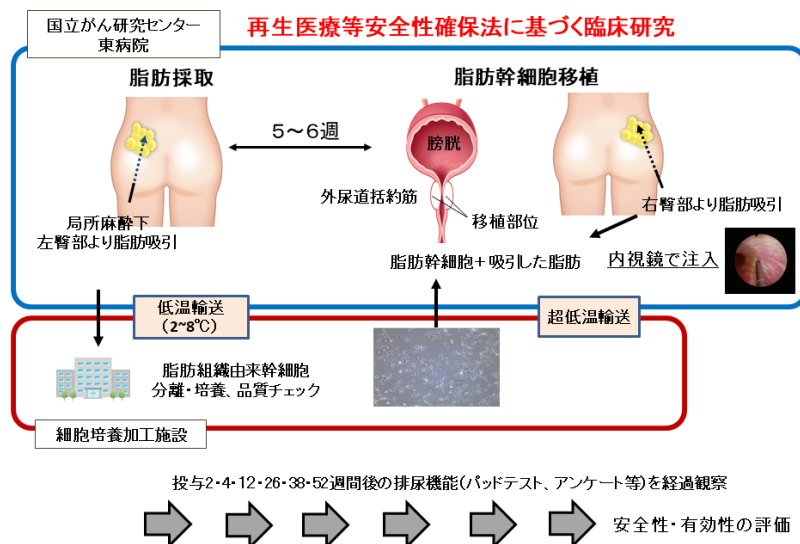 国立がん研究センター
東病院
再生医療等安全性確保法に基づく臨床研究
脂肪採取
脂肪幹細胞移植
5～6週
膀胱
外尿道括約筋
移植部位
局所麻酔下
左臀部より脂肪吸引
右臀部より脂肪吸引
脂肪幹細胞＋吸引した脂肪
内視鏡で注入
低温輸送
（2~8℃）
超低温輸送
脂肪組織由来幹細胞
分離・培養、品質チェック
細胞培養加工施設
投与2・4・12・26・38・52週間後の排尿機能（パッドテスト、アンケート等）を経過観察
安全性・有効性の評価